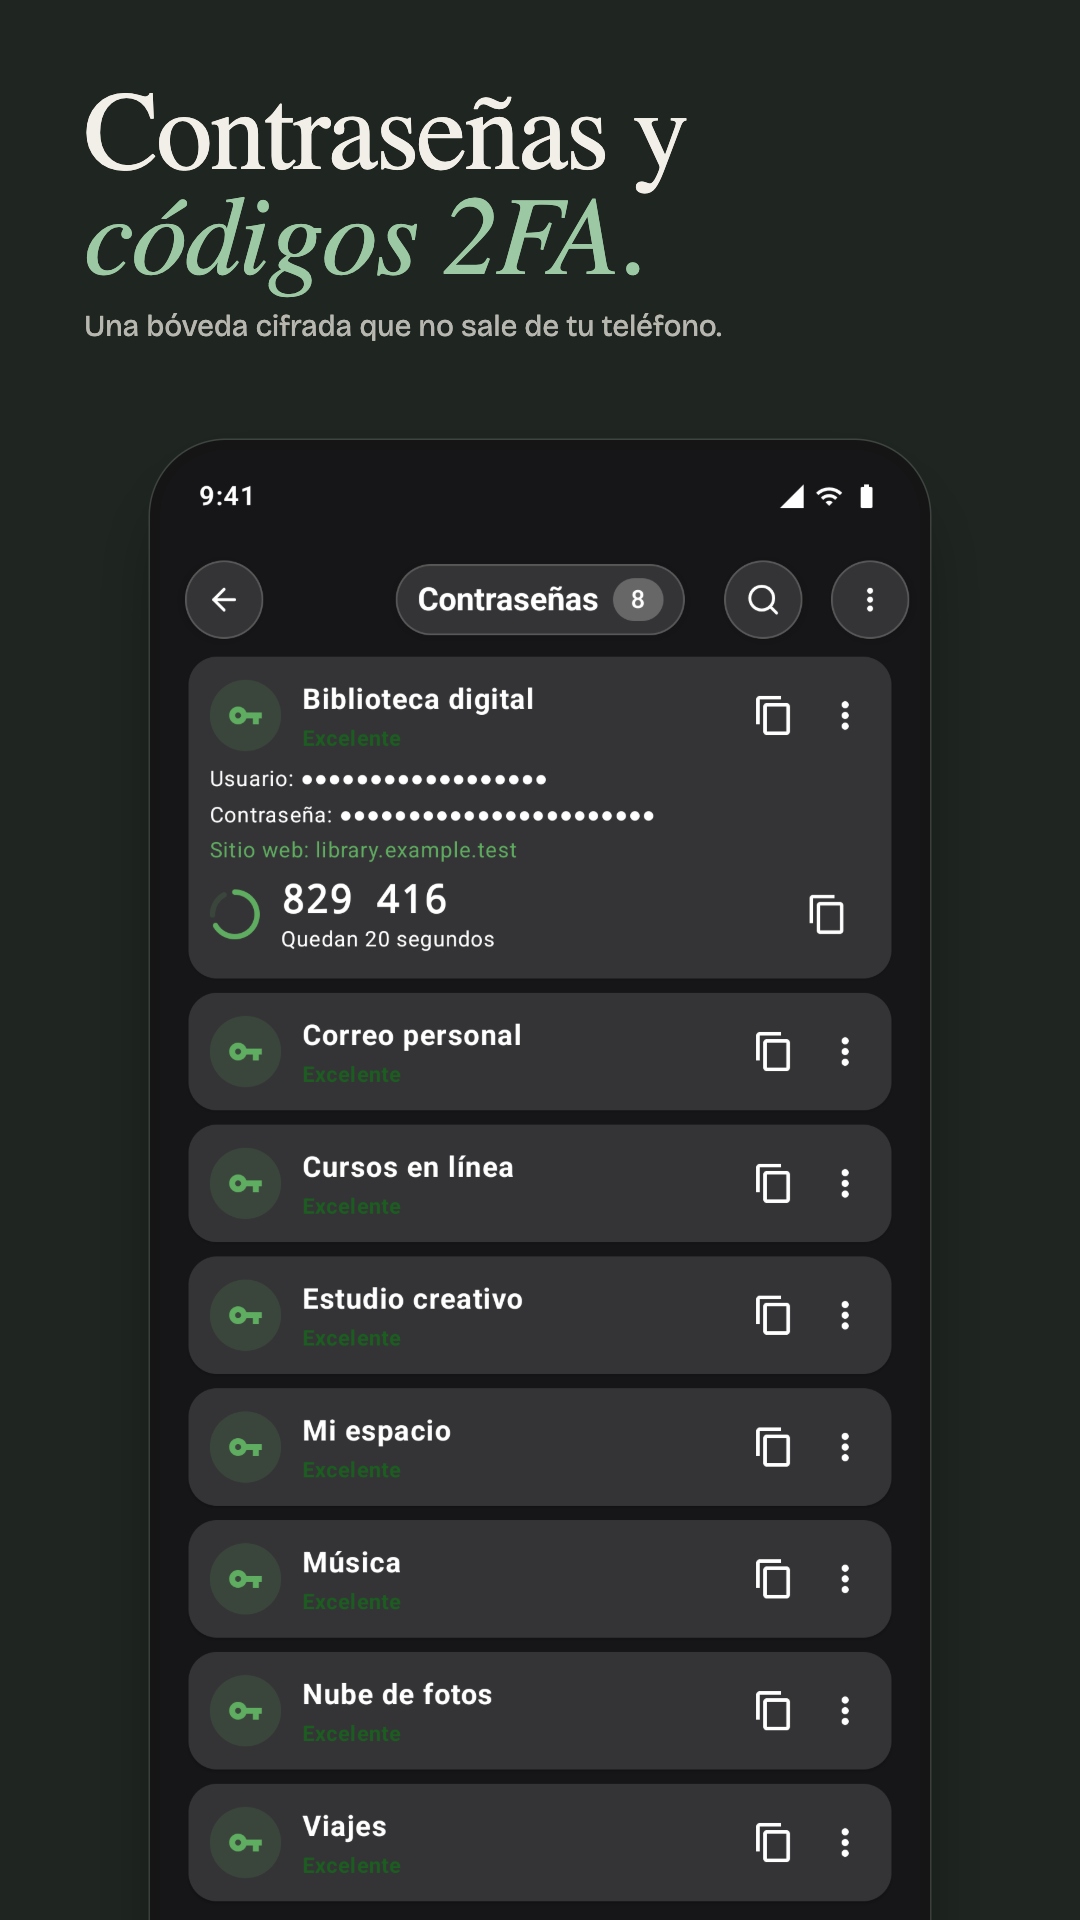 Contraseñas y
códigos 2FA.
Una bóveda cifrada que no sale de tu teléfono.
9:41
Contraseñas 8
Biblioteca digital
Excelente
Usuario: ●●●●●●●●●●●●●●●●●●
Contraseña: ●●●●●●●●●●●●●●●●●●●●●●●
Sitio web: library.example.test
829 416
Quedan 20 segundos
Correo personal
Excelente
Cursos en línea
Excelente
Estudio creativo
Excelente
Mi espacio
Excelente
Música
Excelente
Nube de fotos
Excelente
Viajes
Excelente